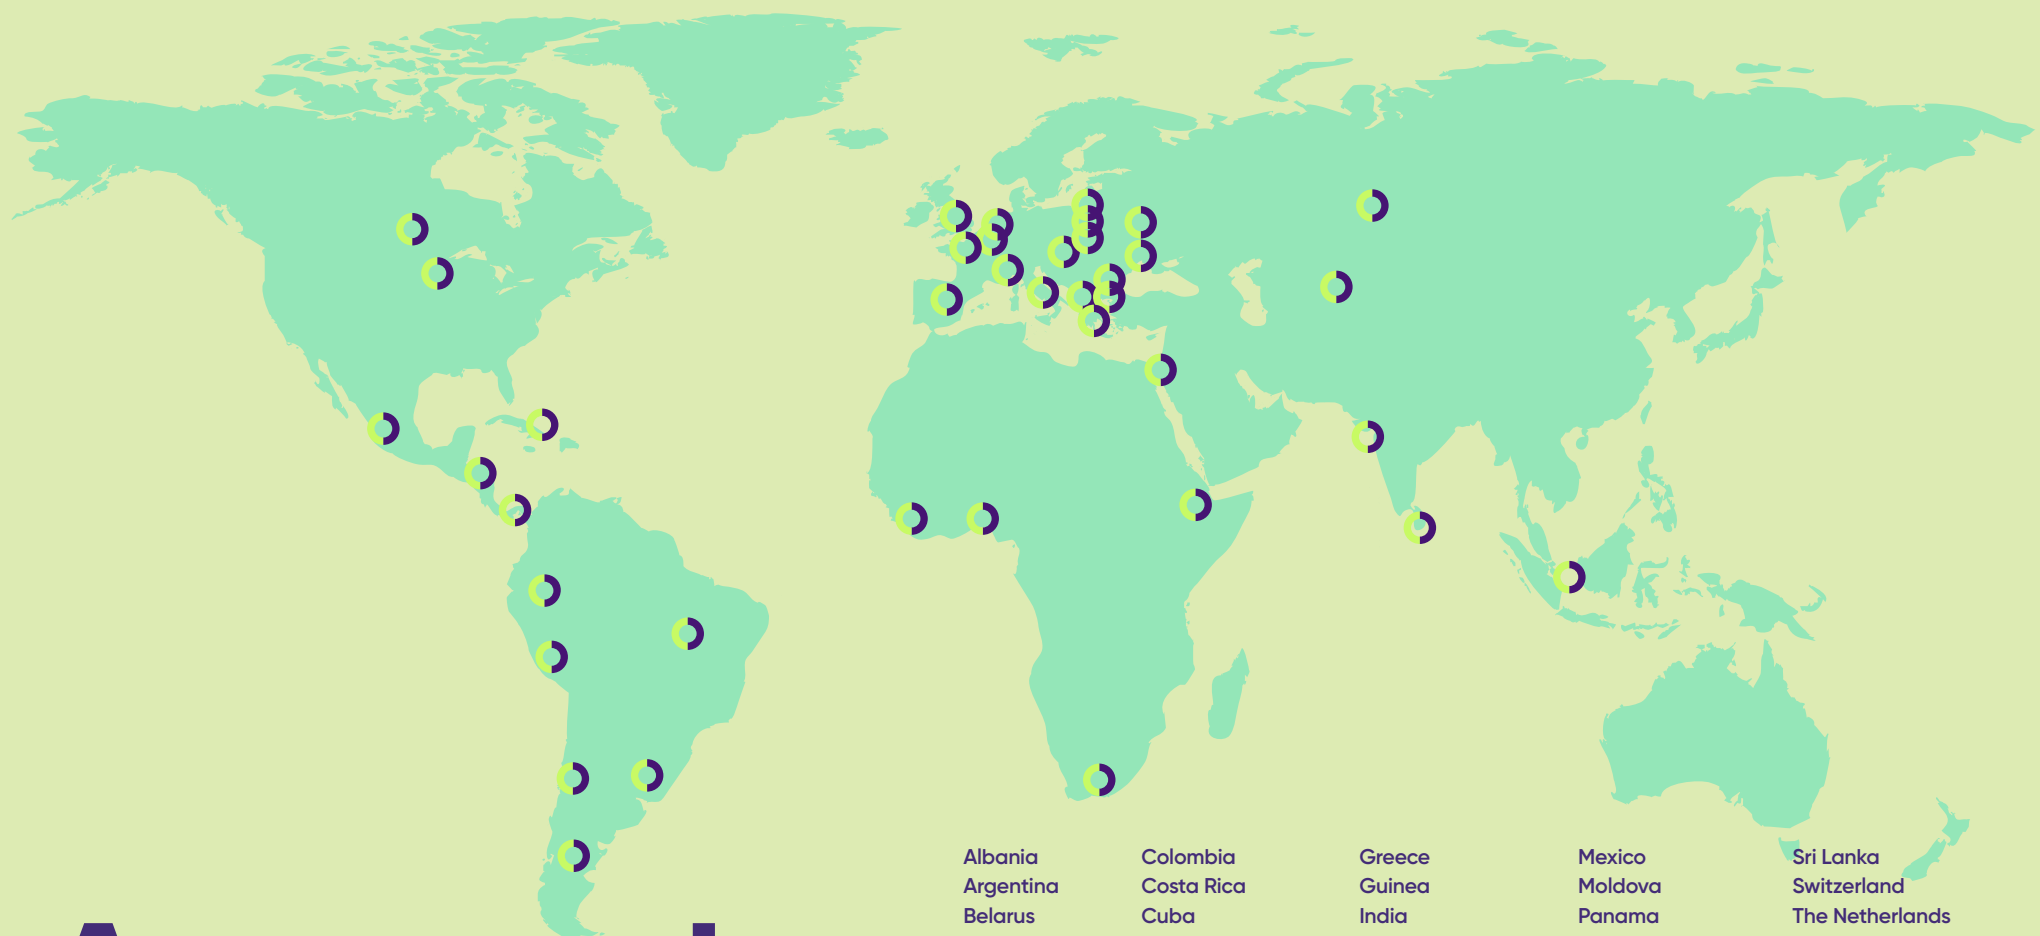 Albania
Argentina
Belarus
Colombia
Costa Rica
Cuba
Greece
Guinea
India
Mexico
Moldova
Panama
Sri Lanka
Switzerland
The Netherlands